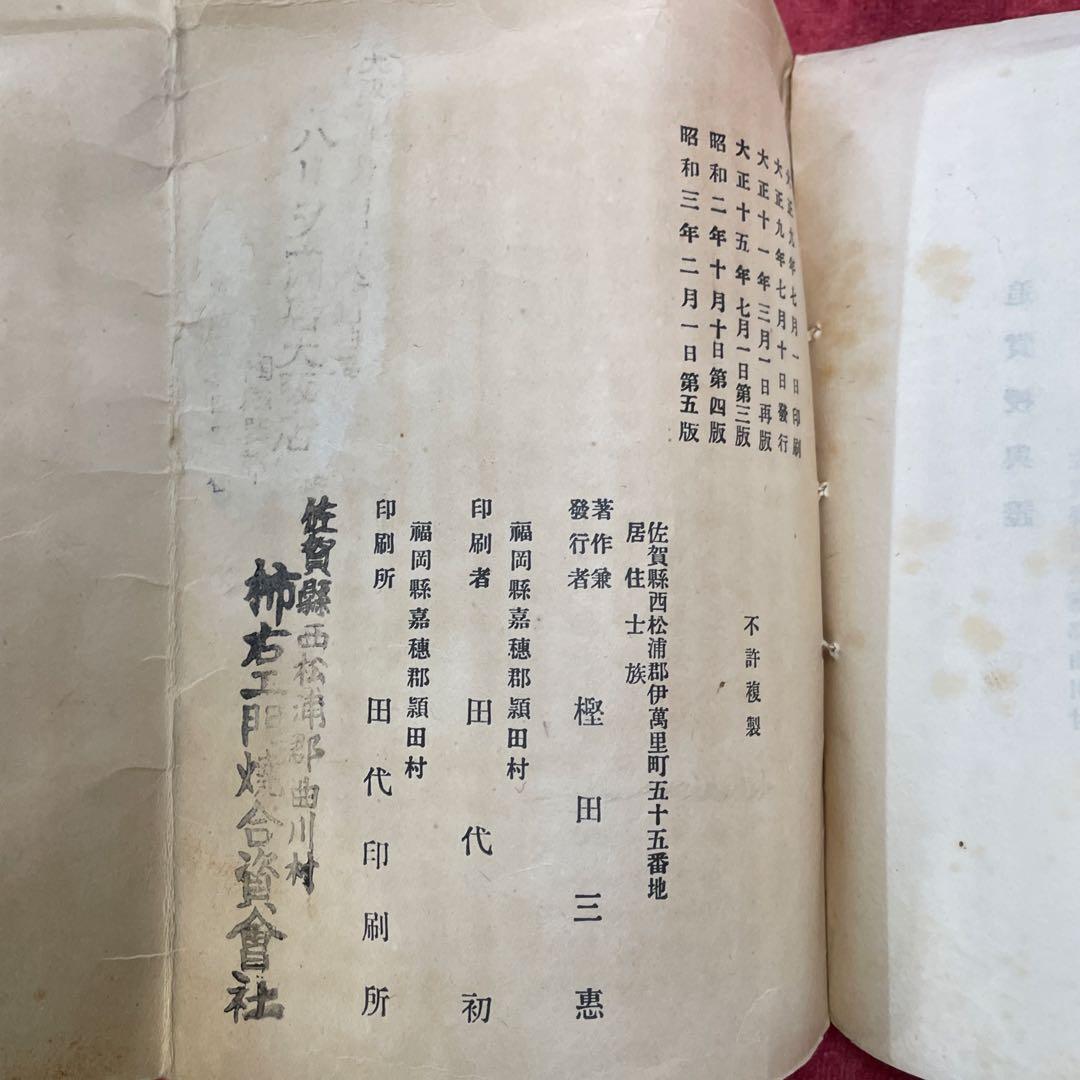 大正九年七月一日印刷
大正九年七月十日發行
大正十一年三月一日再版
大正十五年七月一日第三版
昭和二年十月十日第四版
昭和三年二月一日第五版
不許複製
佐賀縣西松浦郡伊萬里町五十五番地
居住士族
著作兼
發行者 樫田三惠
福岡縣嘉穗郡頴田村
印刷者 田代初
福岡縣嘉穗郡頴田村
印刷所 田代印刷所
佐賀縣西松浦郡曲川村
柿右エ門燒合資會社